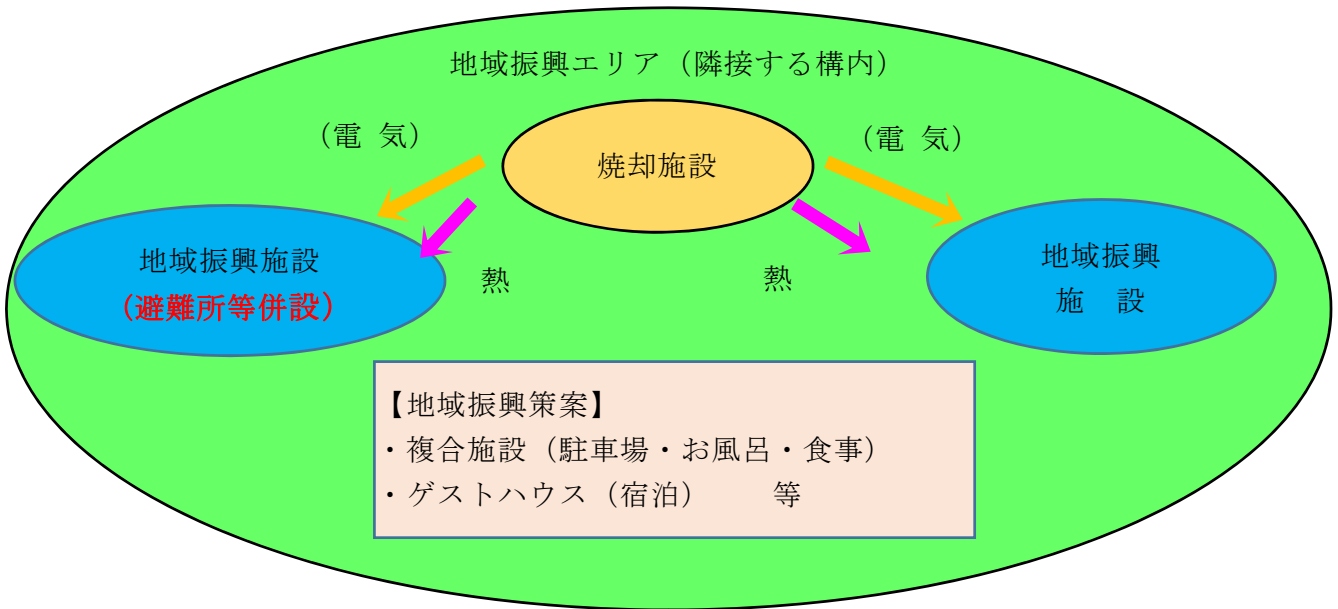 地域振興エリア（隣接する構内）
（電 気）
（電 気）
焼却施設
地域振興施設
（避難所等併設）
熱
熱
地域振興
施　設
【地域振興策案】
・複合施設（駐車場・お風呂・食事）
・ゲストハウス（宿泊）　　等